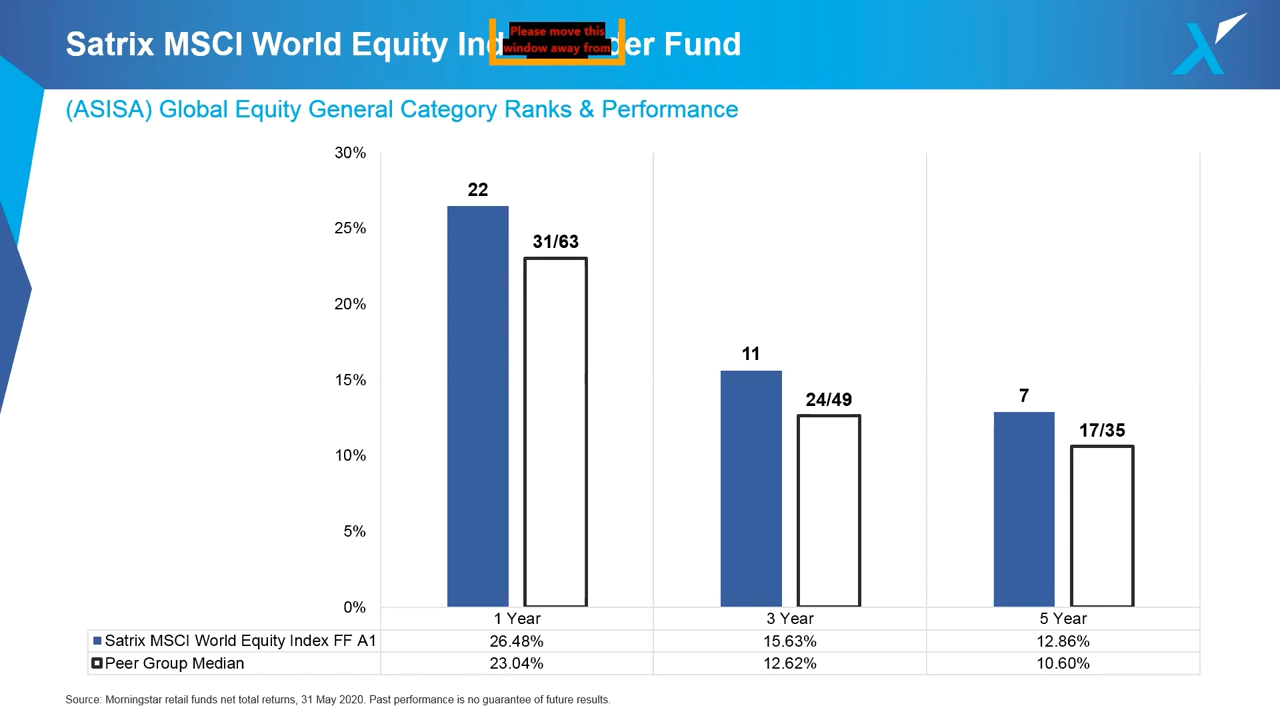 Satrix MSCI World Equity Ind der Fund
Please move this
window away from
(ASISA) Global Equity General Category Ranks & Performance
30%
25%
20%
15%
10%
5%
0%
22
31/63
11
24/49
7
17/35
1 Year 3 Year 5 Year
Satrix MSCI World Equity Index FF A1 26.48% 15.63% 12.86%
Peer Group Median 23.04% 12.62% 10.60%
Source: Morningstar retail funds net total returns, 31 May 2020. Past performance is no guarantee of future results.